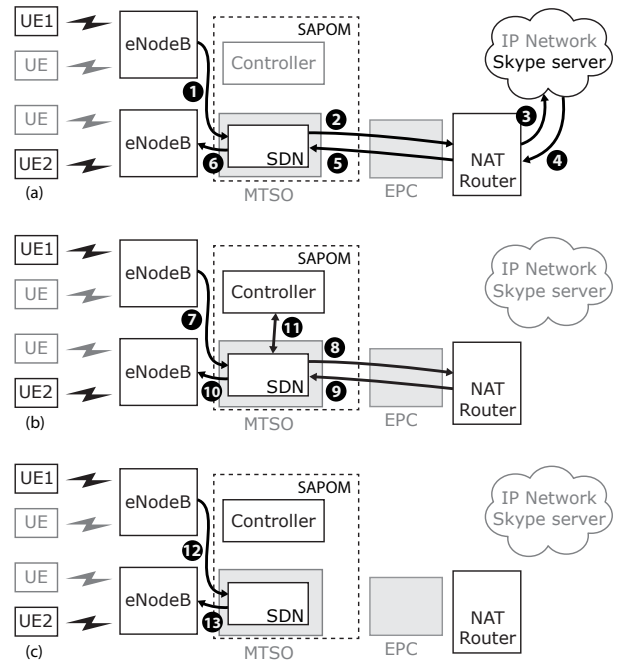 UE1
eNodeB
SAPOM
IP Network
Skype server
UE
Controller
1
2
3
UE
eNodeB
SDN
NAT
Router
4
UE2
6
5
(a)
MTSO
EPC
UE1
eNodeB
SAPOM
IP Network
Skype server
UE
Controller
7
11
8
UE
eNodeB
SDN
NAT
Router
UE2
10
9
(b)
MTSO
EPC
UE1
eNodeB
SAPOM
IP Network
Skype server
UE
Controller
12
UE
eNodeB
SDN
NAT
Router
UE2
13
(c)
MTSO
EPC